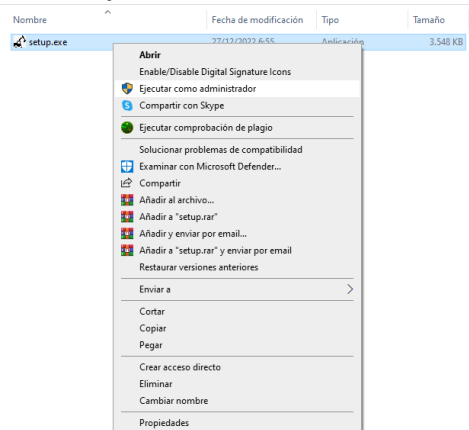 Nombre Fecha de modificación Tipo Tamaño
setup.exe 27/12/2022 6:55 Aplicación 3.548 KB
Abrir
Enable/Disable Digital Signature Icons
Ejecutar como administrador
Compartir con Skype
Ejecutar comprobación de plagio
Solucionar problemas de compatibilidad
Examinar con Microsoft Defender...
Compartir
Añadir al archivo...
Añadir a "setup.rar"
Añadir y enviar por email...
Añadir a "setup.rar" y enviar por email
Restaurar versiones anteriores
Enviar a
Cortar
Copiar
Pegar
Crear acceso directo
Eliminar
Cambiar nombre
Propiedades